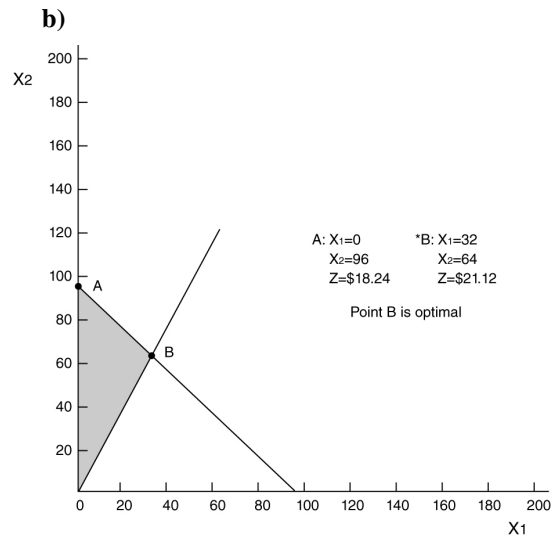 b)
X2
200
180
160
140
120
100
80
60
40
20
A
B
A: X1=0 *B: X1=32
X2=96 X2=64
Z=$18.24 Z=$21.12
Point B is optimal
0 20 40 60 80 100 120 140 160 180 200
X1